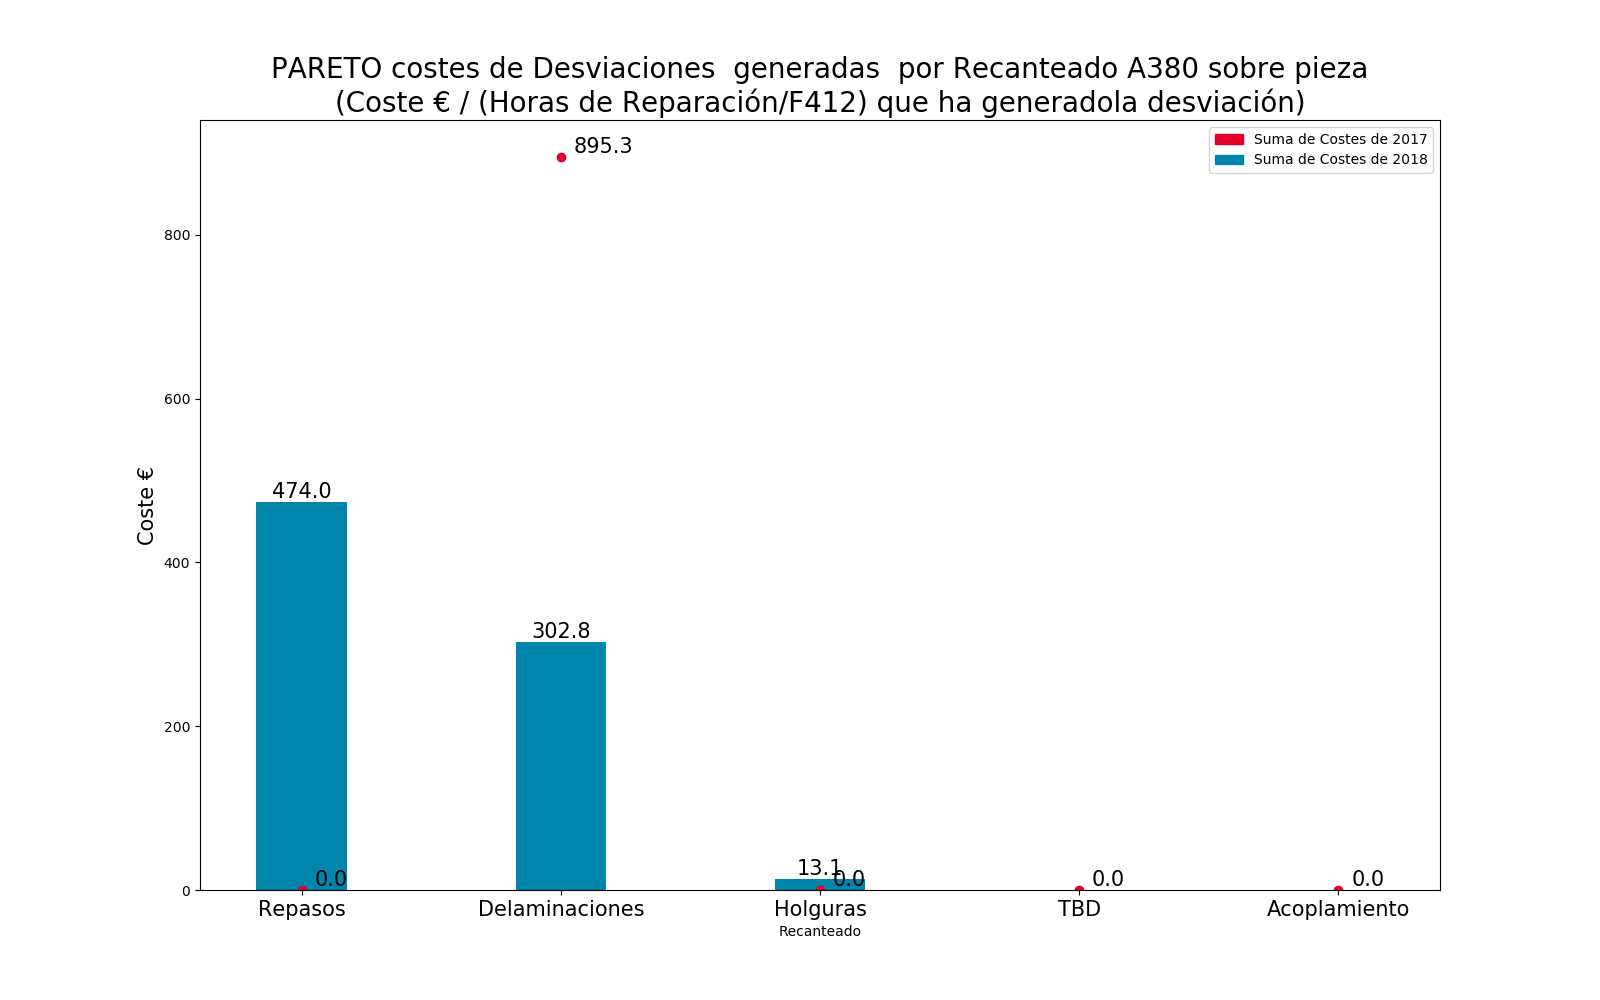 PARETO costes de Desviaciones  generadas  por Recanteado A380 sobre pieza
(Coste € / (Horas de Reparación/F412) que ha generadola desviación)
Suma de Costes de 2017
Suma de Costes de 2018
895.3
800
600
Coste €
474.0
400
302.8
200
13.1
0.0
0.0
0.0
0.0
0
Repasos
Delaminaciones
Holguras
TBD
Acoplamiento
Recanteado